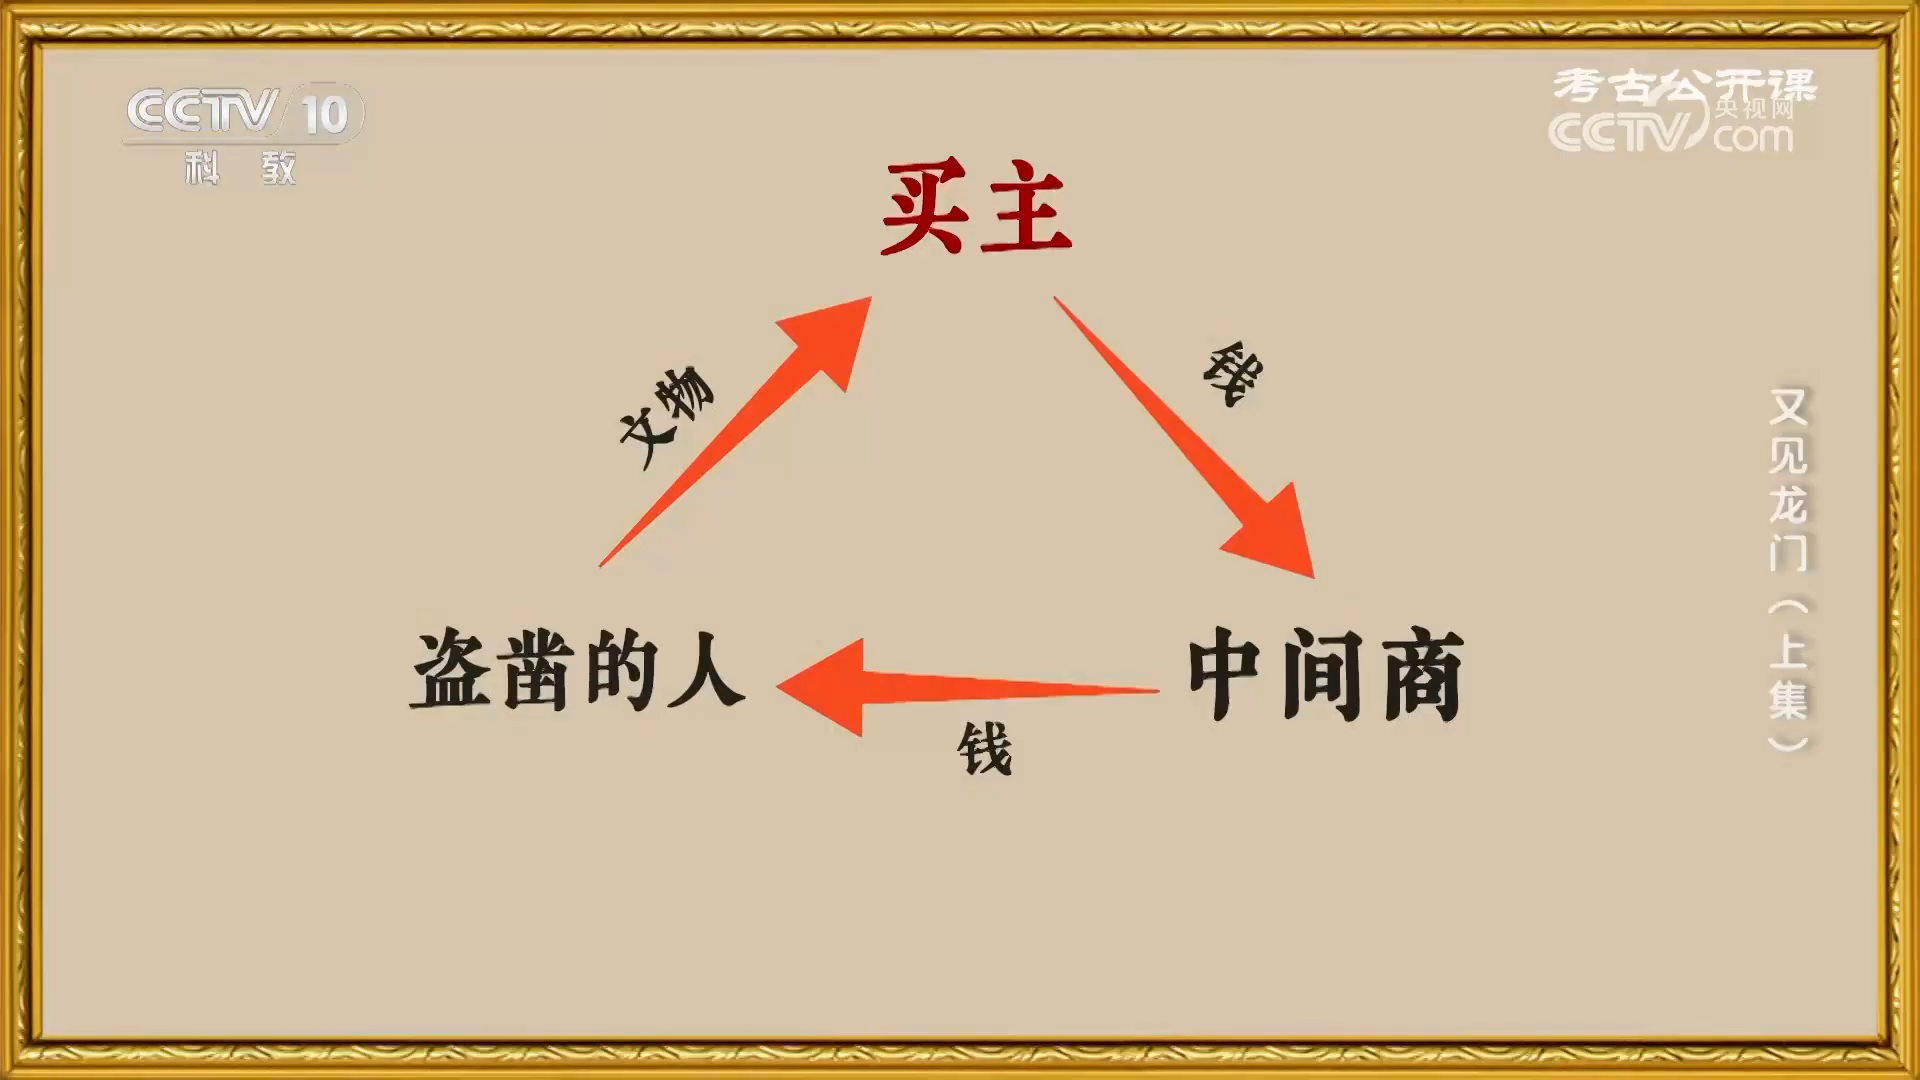 CCTV 10
科 教
考古公开课
央视网
CCTV com
买主
文物
钱
盗凿的人
中间商
钱
又见龙门（上集）